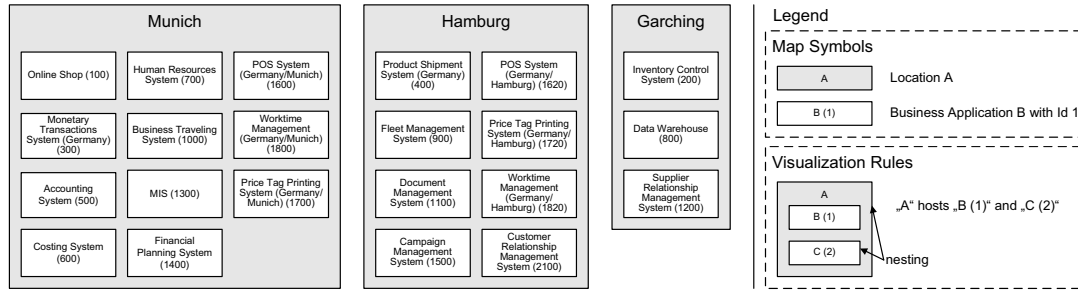 Munich
Online Shop (100)
Human Resources
System (700)
POS System
(Germany/Munich)
(1600)
Monetary
Transactions
System (Germany)
(300)
Business Traveling
System (1000)
Worktime
Management
(Germany/Munich)
(1800)
Accounting
System (500)
MIS (1300)
Price Tag Printing
System (Germany/
Munich) (1700)
Costing System
(600)
Financial
Planning System
(1400)
Hamburg
Product Shipment
System (Germany)
(400)
POS System
(Germany/
Hamburg) (1620)
Fleet Management
System (900)
Price Tag Printing
System (Germany/
Hamburg) (1720)
Document
Management
System (1100)
Worktime
Management
(Germany/
Hamburg) (1820)
Campaign
Management
System (1500)
Customer
Relationship
Management
System (2100)
Garching
Inventory Control
System (200)
Data Warehouse
(800)
Supplier
Relationship
Management
System (1200)
Legend
Map Symbols
A
Location A
B (1)
Business Application B with Id 1
Visualization Rules
A
B (1)
C (2)
„A“ hosts „B (1)“ and „C (2)“
nesting